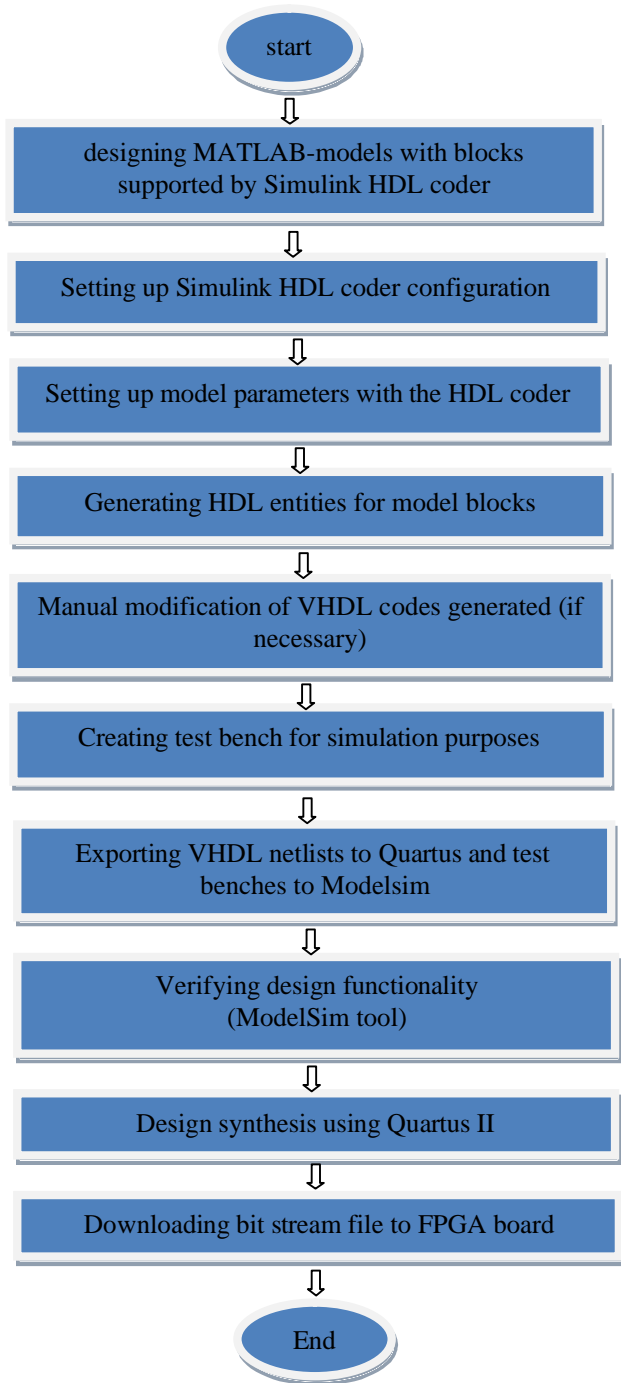 start
designing MATLAB-models with blocks
supported by Simulink HDL coder
Setting up Simulink HDL coder configuration
Setting up model parameters with the HDL coder
Generating HDL entities for model blocks
Manual modification of VHDL codes generated (if
necessary)
Creating test bench for simulation purposes
Exporting VHDL netlists to Quartus and test
benches to Modelsim
Verifying design functionality
(ModelSim tool)
Design synthesis using Quartus II
Downloading bit stream file to FPGA board
End